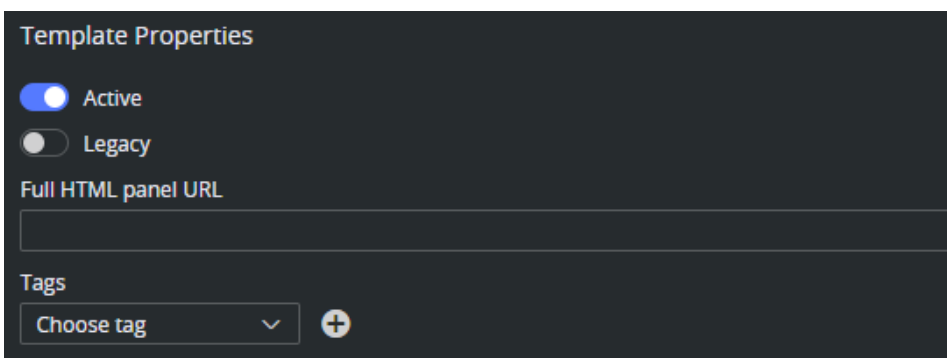 Template Properties
Active
Legacy
Full HTML panel URL
Tags
Choose tag